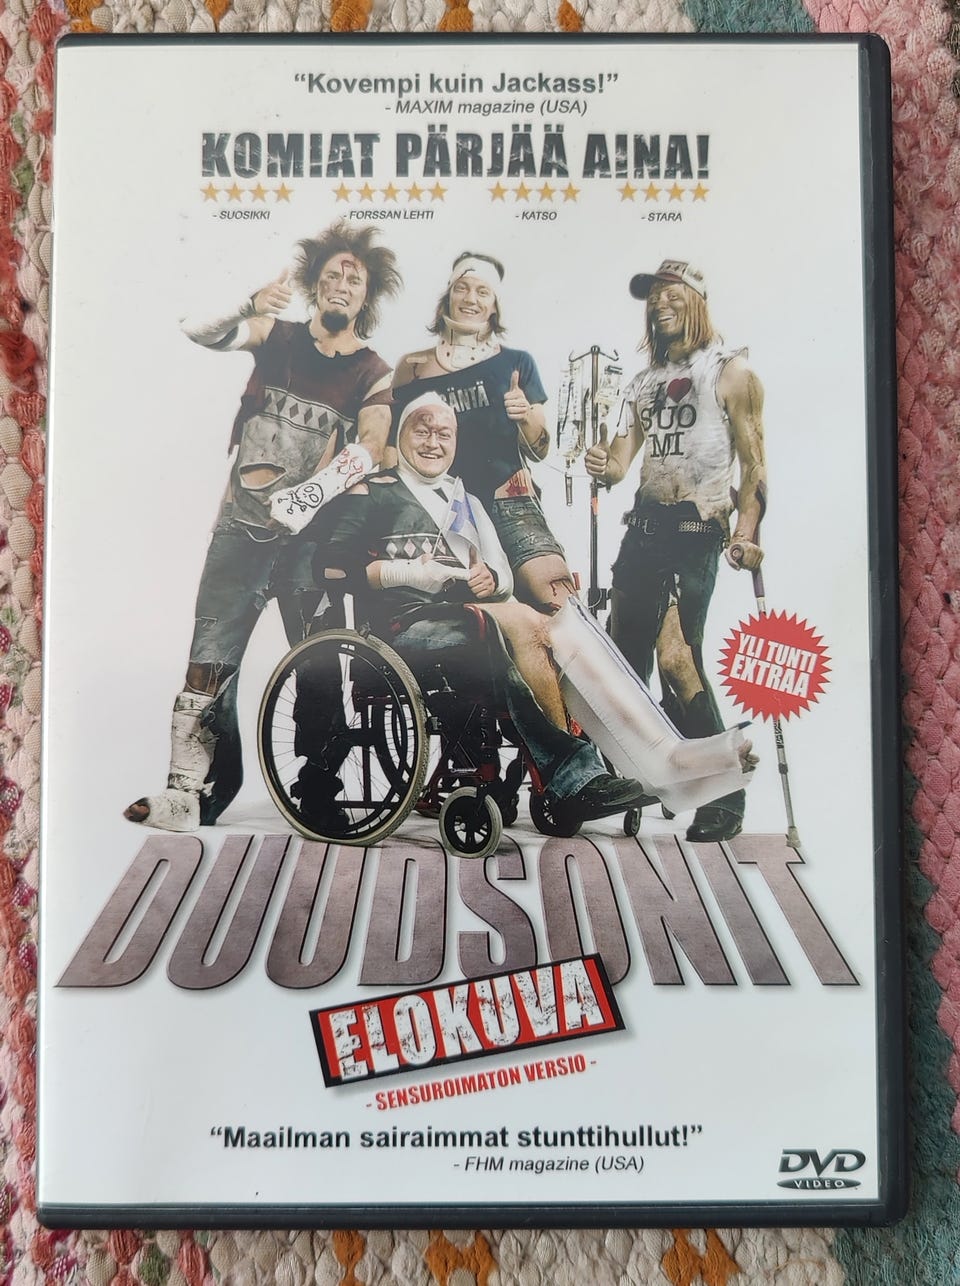 “Kovempi kuin Jackass!”
- MAXIM magazine (USA)
KOMIAT PÄRJÄÄ AINA!
- SUOSIKKI - FORSSAN LEHTI - KATSO - STARA
ÄNTÄ
I
SUO
MI
YLI TUNTI
EXTRAA
DUUDSONIT
ELOKUVA
- SENSUROIMATON VERSIO -
“Maailman sairaimmat stunttihullut!”
- FHM magazine (USA)
DVD
VIDEO